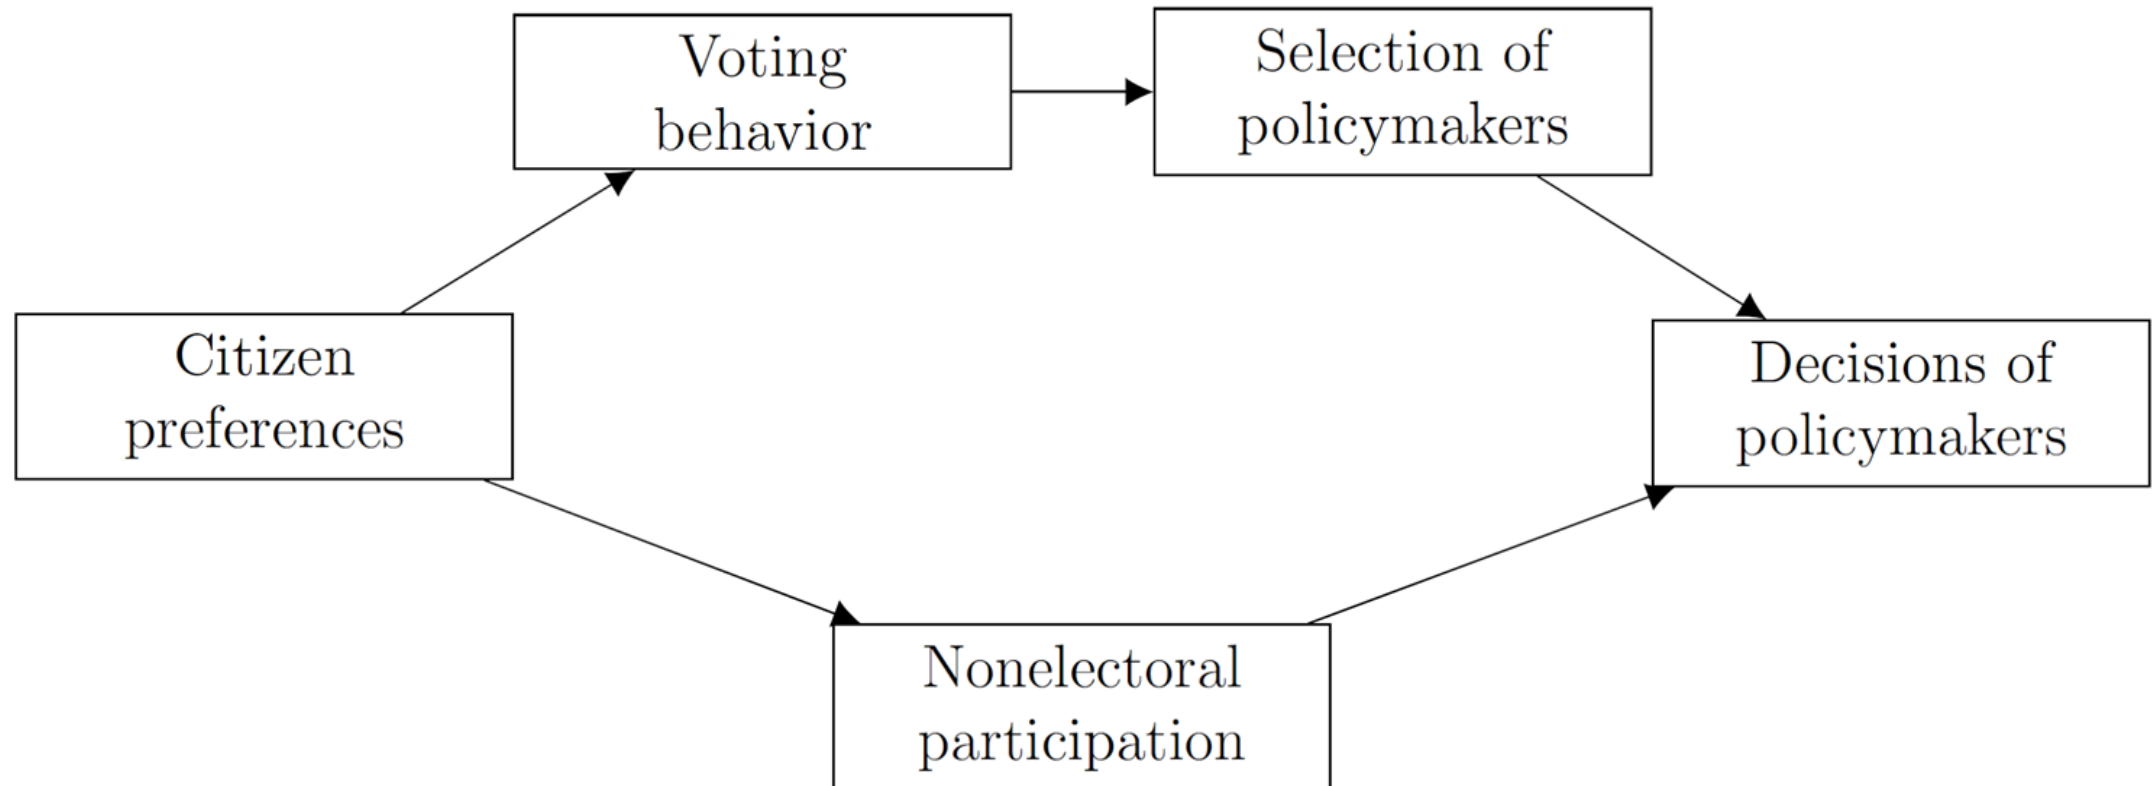 Voting
behavior
Selection of
policymakers
Citizen
preferences
Decisions of
policymakers
Nonelectoral
participation